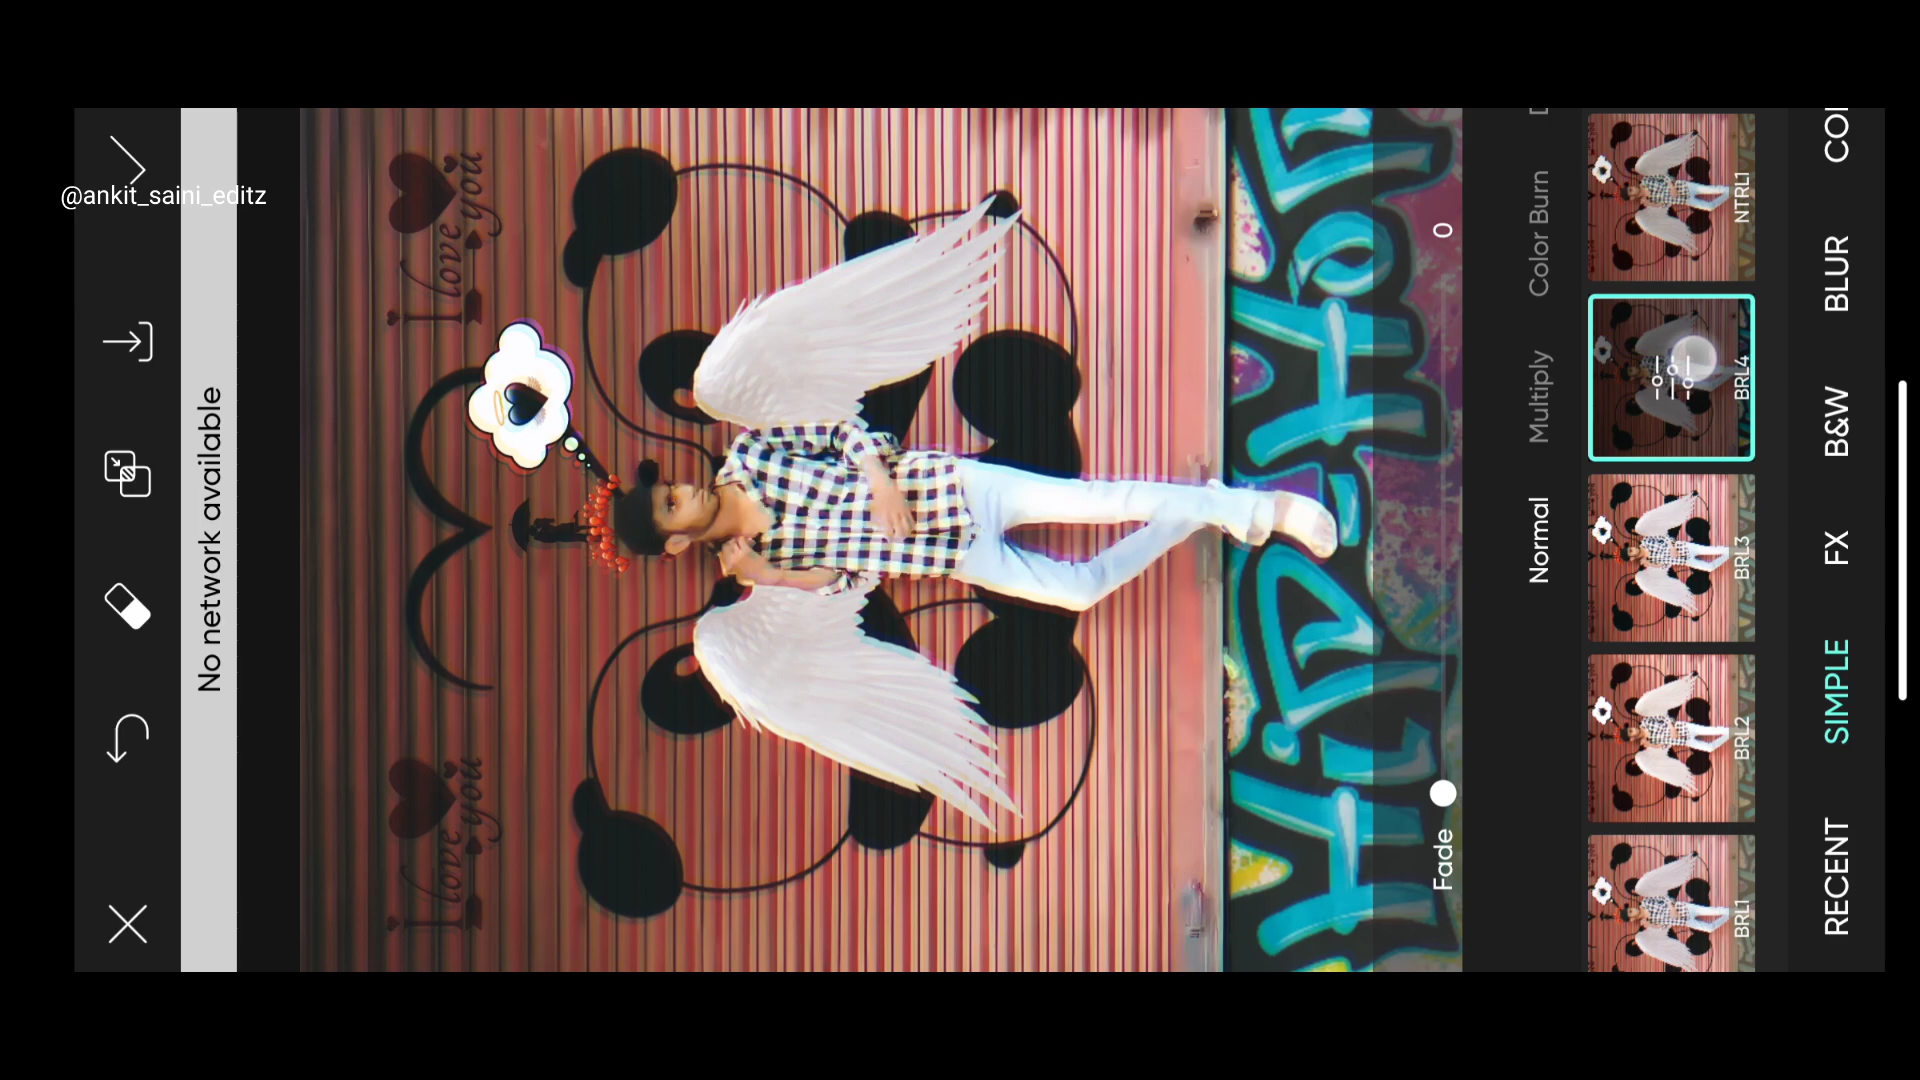 @ankit_saini_editz
No network available
I love you
I love you
Fade
0
Normal
Multiply
Color Burn
BRL1
BRL2
BRL3
BRL4
NTRL1
RECENT
SIMPLE
FX
B&W
BLUR